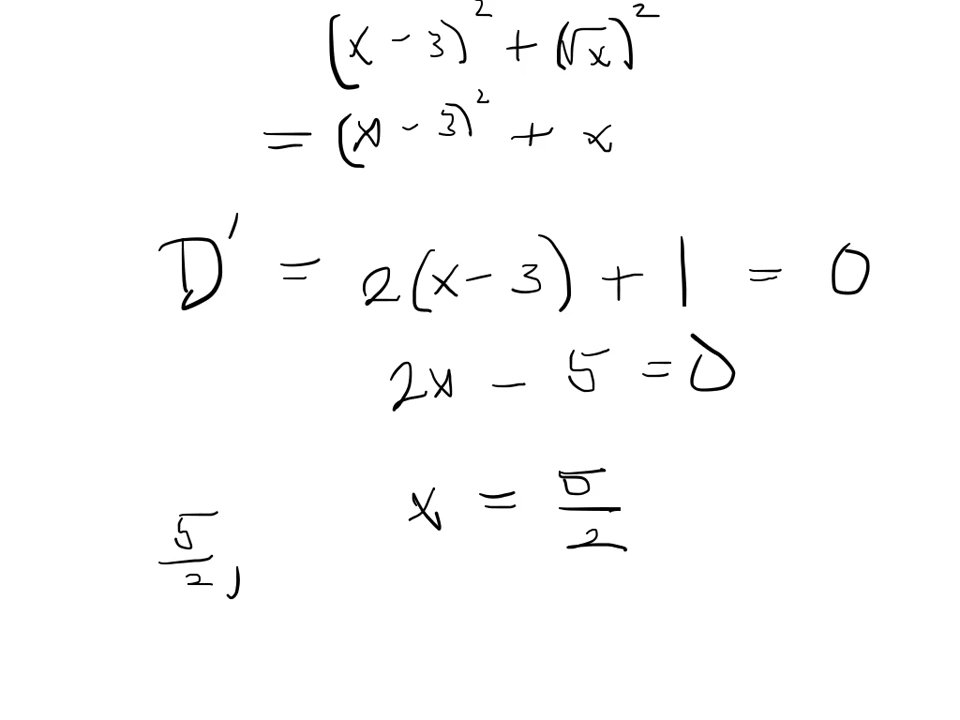 (x - 3)² + (√x)²
= (x - 3)² + x
D' = 2(x - 3) + 1 = 0
2x - 5 = 0
x = 5/2
5/2,